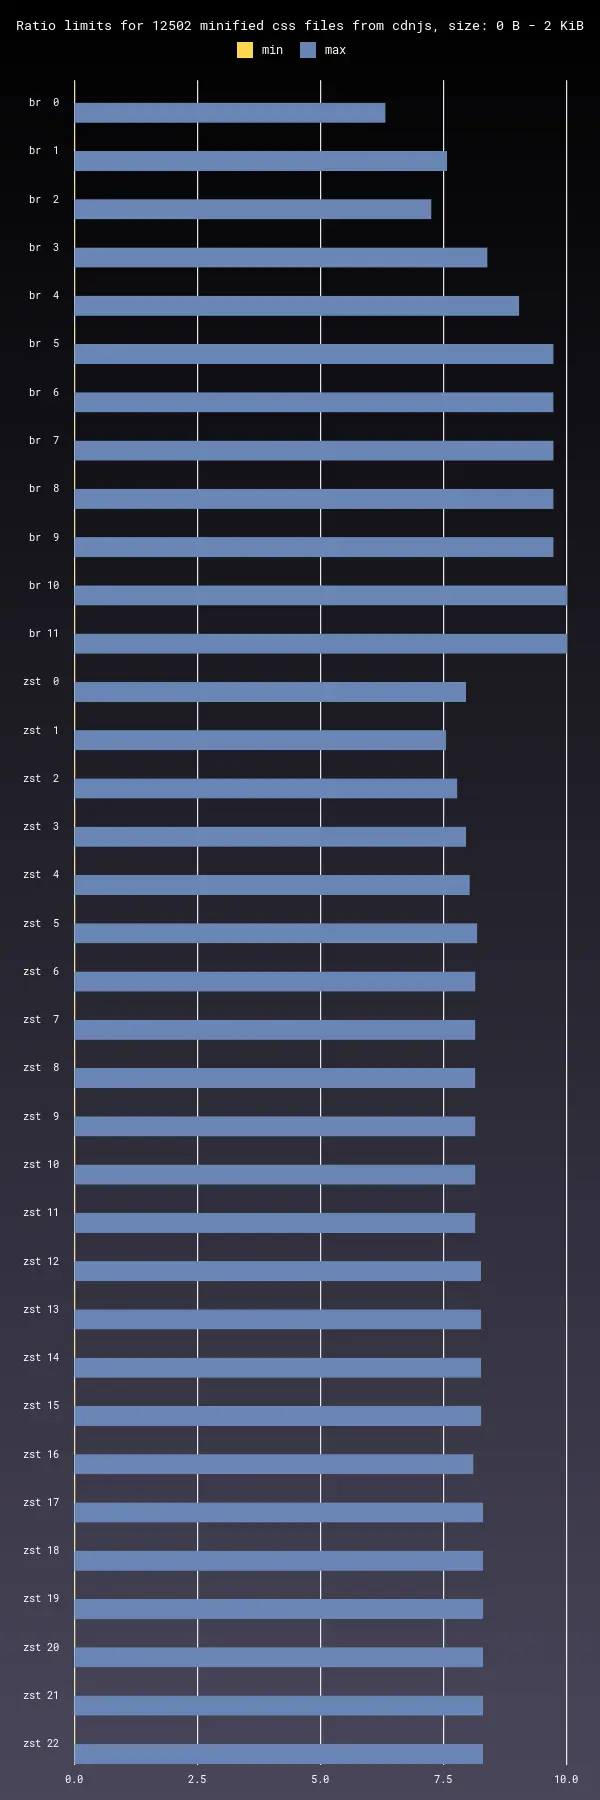 Ratio limits for 12502 minified css files from cdnjs, size: 0 B - 2 KiB
min max
br 0
br 1
br 2
br 3
br 4
br 5
br 6
br 7
br 8
br 9
br 10
br 11
zst 0
zst 1
zst 2
zst 3
zst 4
zst 5
zst 6
zst 7
zst 8
zst 9
zst 10
zst 11
zst 12
zst 13
zst 14
zst 15
zst 16
zst 17
zst 18
zst 19
zst 20
zst 21
zst 22
0.0 2.5 5.0 7.5 10.0